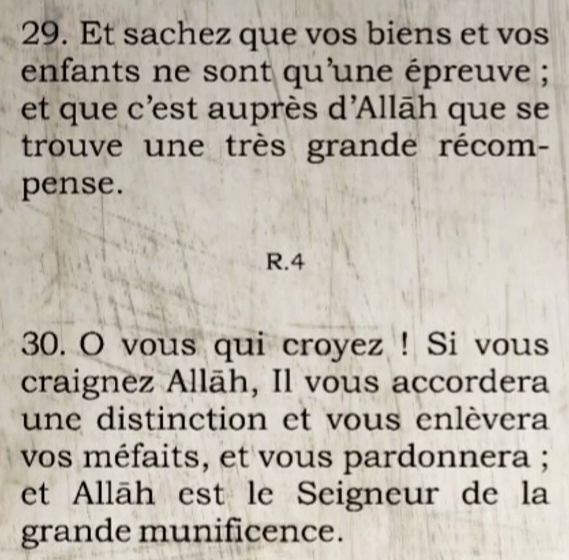 29. Et sachez que vos biens et vos
enfants ne sont qu'une épreuve ;
et que c'est auprès d'Allāh que se
trouve une très grande récom-
pense.
R.4
30. O vous qui croyez ! Si vous
craignez Allāh, Il vous accordera
une distinction et vous enlèvera
vos méfaits, et vous pardonnera ;
et Allāh est le Seigneur de la
grande munificence.